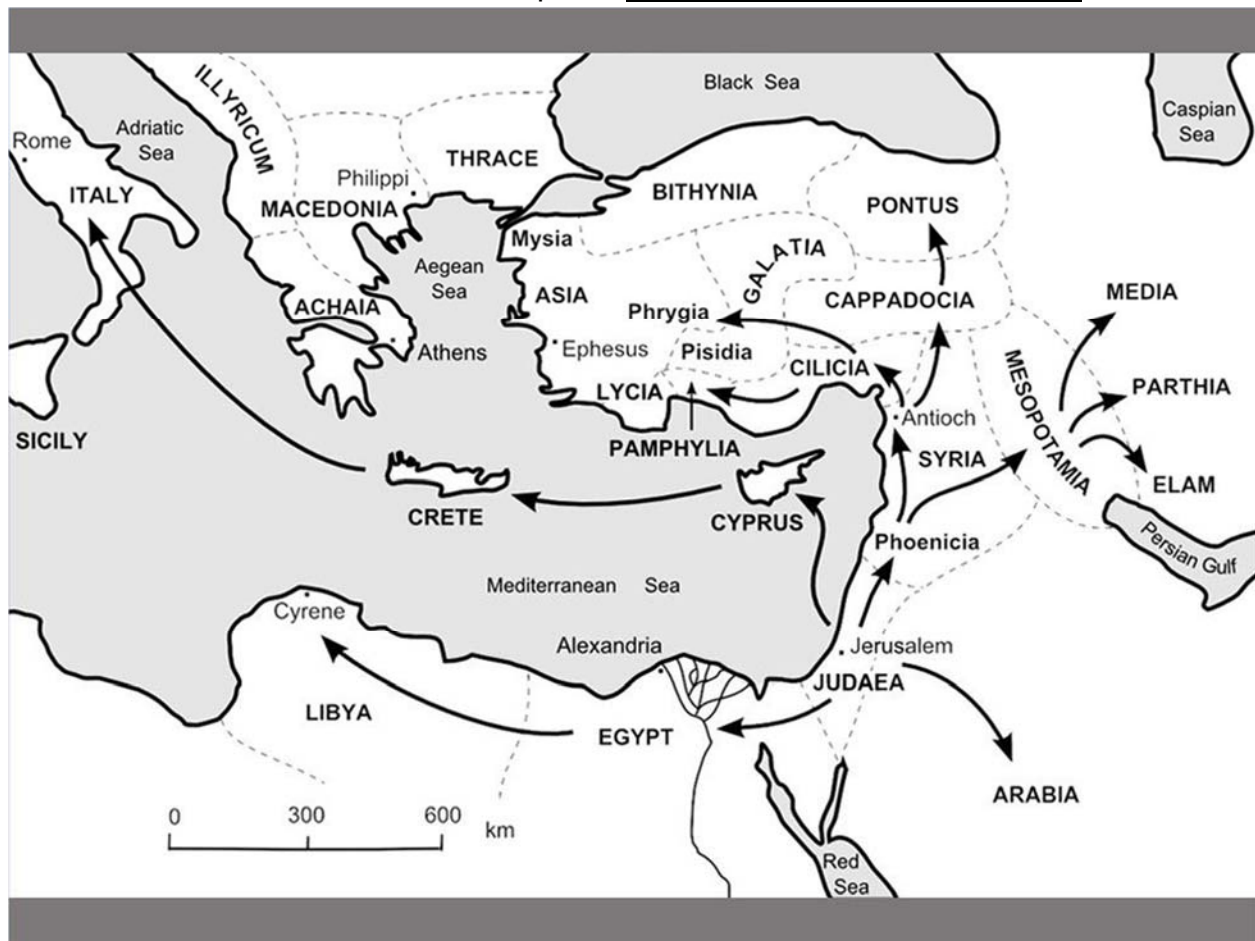 Black Sea
Caspian
Sea
ILLYRICUM
Adriatic
Sea
Rome
THRACE
Philippi
ITALY
MACEDONIA
BITHYNIA
PONTUS
Mysia
GALATIA
Aegean
Sea
ASIA
CAPPADOCIA
MEDIA
ACHAIA
Phrygia
Athens
Ephesus
Pisidia
CILICIA
MESOPOTAMIA
PARTHIA
LYCIA
Antioch
SICILY
PAMPHYLIA
SYRIA
ELAM
CRETE
CYPRUS
Phoenicia
Persian Gulf
Mediterranean Sea
Cyrene
Alexandria
Jerusalem
JUDAEA
LIBYA
EGYPT
ARABIA
0 300 600 km
Red
Sea